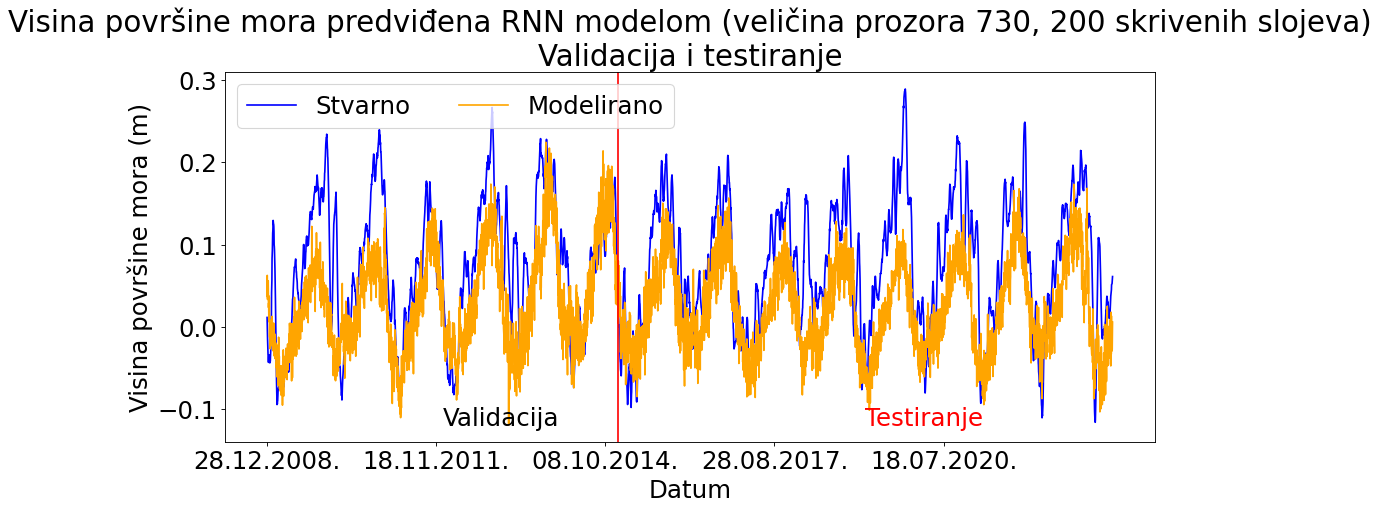 Visina površine mora predviđena RNN modelom (veličina prozora 730, 200 skrivenih slojeva)
Validacija i testiranje
Stvarno
Modelirano
Visina površine mora (m)
0.3
0.2
0.1
0.0
−0.1
Validacija
Testiranje
28.12.2008.
18.11.2011.
08.10.2014.
28.08.2017.
18.07.2020.
Datum